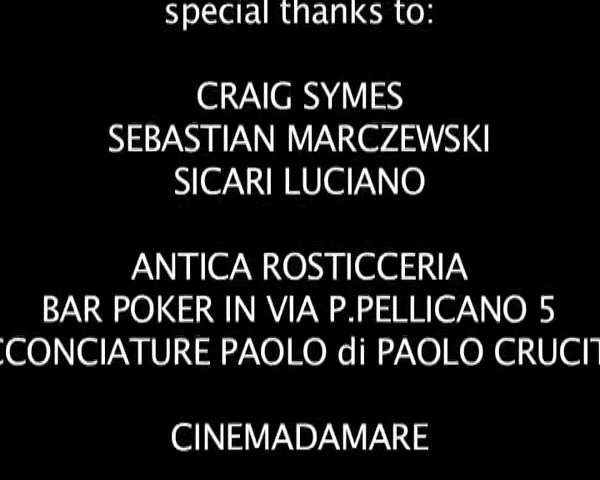 special thanks to:
CRAIG SYMES
SEBASTIAN MARCZEWSKI
SICARI LUCIANO
ANTICA ROSTICCERIA
BAR POKER IN VIA P.PELLICANO 5
CCONCIATURE PAOLO di PAOLO CRUCIT
CINEMADAMARE